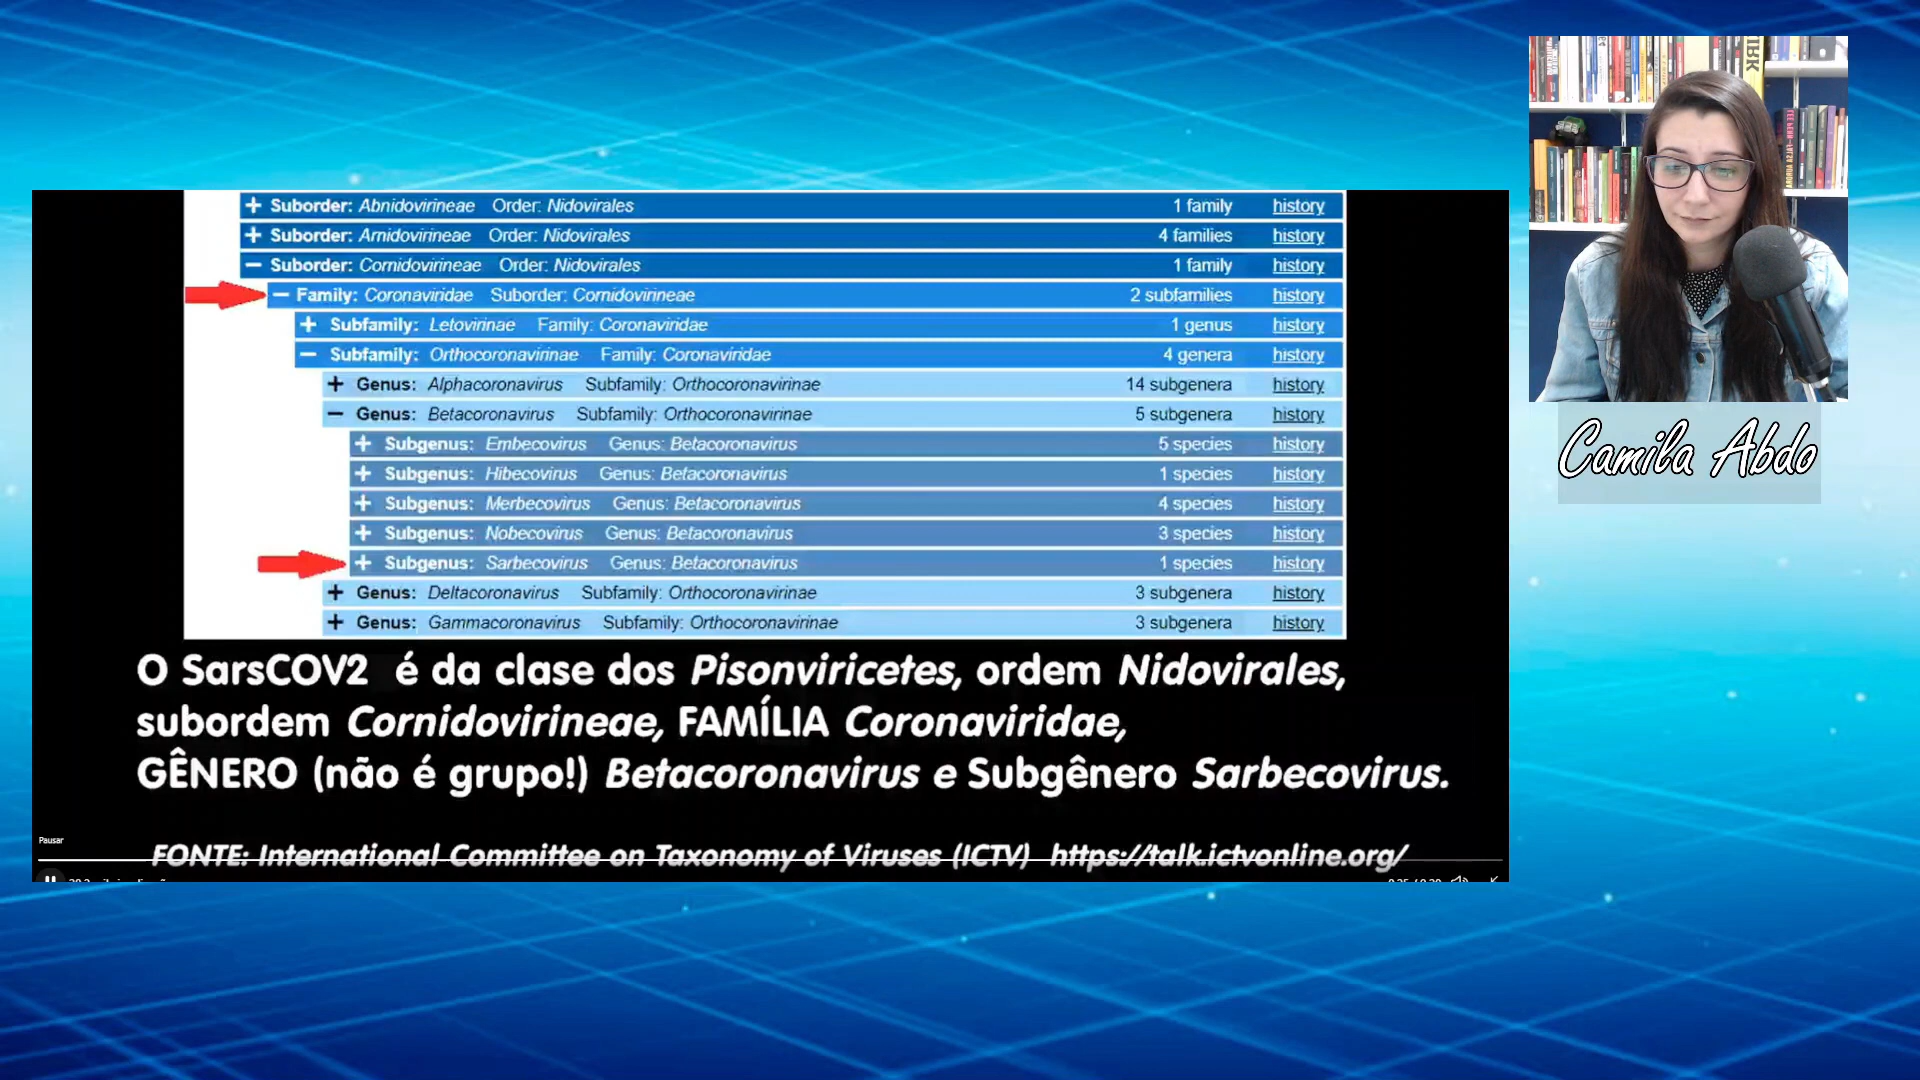 Suborder: Abnidovirineae Order: Nidovirales 1 family history
Suborder: Arnidovirineae Order: Nidovirales 4 families history
Suborder: Cornidovirineae Order: Nidovirales 1 family history
Family: Coronaviridae Suborder: Cornidovirineae 2 subfamilies history
Subfamily: Letovirinae Family: Coronaviridae 1 genus history
Subfamily: Orthocoronavirinae Family: Coronaviridae 4 genera history
Genus: Alphacoronavirus Subfamily: Orthocoronavirinae 14 subgenera history
Genus: Betacoronavirus Subfamily: Orthocoronavirinae 5 subgenera history
Subgenus: Embecovirus Genus: Betacoronavirus 5 species history
Subgenus: Hibecovirus Genus: Betacoronavirus 1 species history
Subgenus: Merbecovirus Genus: Betacoronavirus 4 species history
Subgenus: Nobecovirus Genus: Betacoronavirus 3 species history
Subgenus: Sarbecovirus Genus: Betacoronavirus 1 species history
Genus: Deltacoronavirus Subfamily: Orthocoronavirinae 3 subgenera history
Genus: Gammacoronavirus Subfamily: Orthocoronavirinae 3 subgenera history
O SarsCOV2 é da clase dos Pisonviricetes, ordem Nidovirales,
subordem Cornidovirineae, FAMÍLIA Coronaviridae,
GÊNERO (não é grupo!) Betacoronavirus e Subgênero Sarbecovirus.
Pausar
FONTE: International Committee on Taxonomy of Viruses (ICTV) https://talk.ictvonline.org/
Camila Abdo